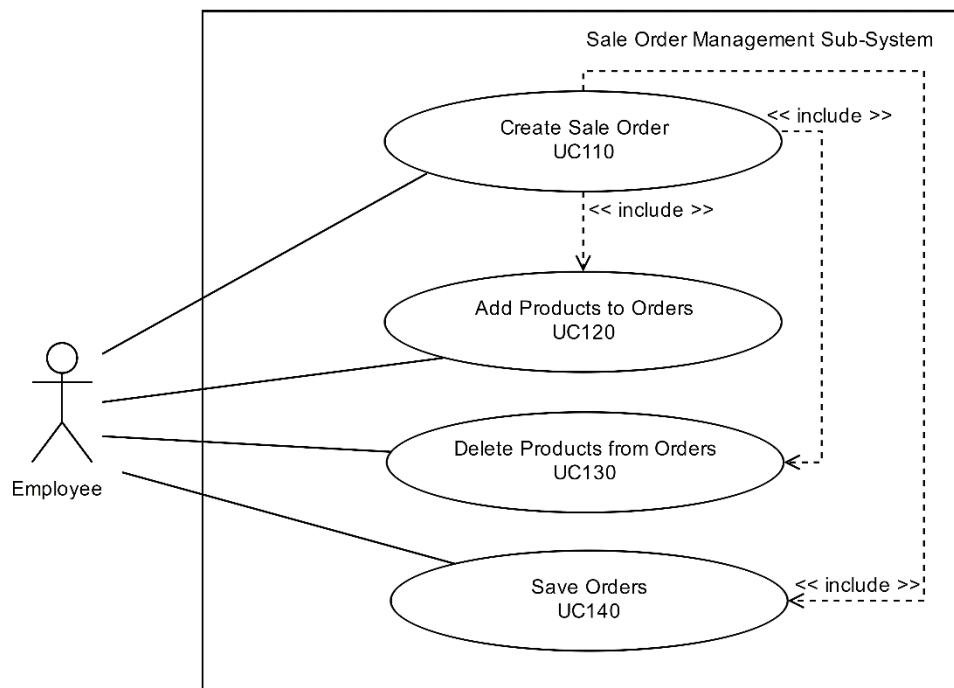 Sale Order Management Sub-System
Create Sale Order
UC110
<< include >>
<< include >>
Add Products to Orders
UC120
Delete Products from Orders
UC130
Employee
Save Orders
UC140
<< include >>